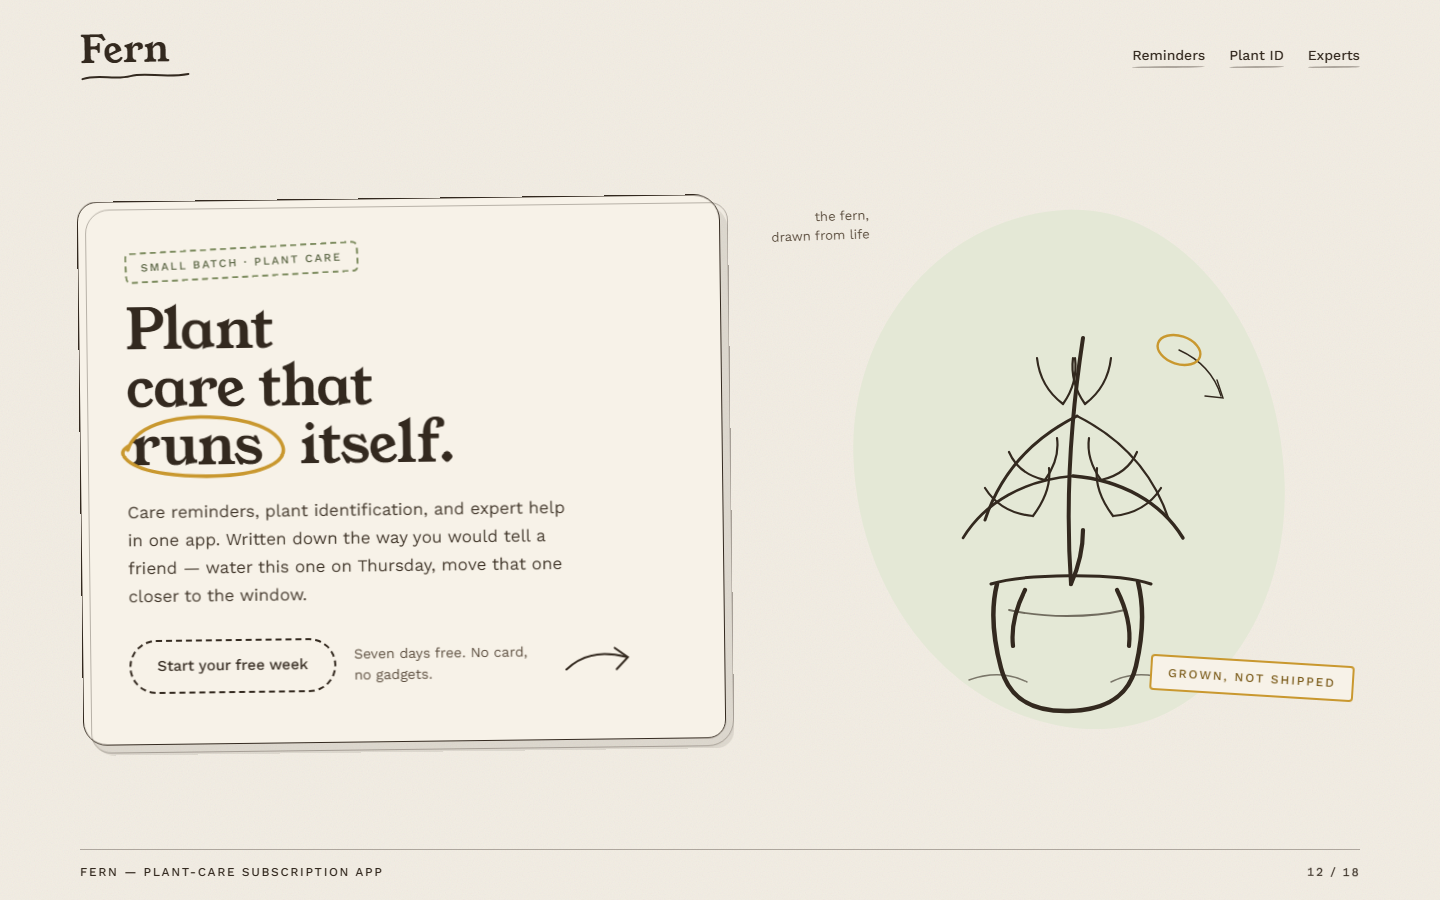 Fern
Reminders
Plant ID
Experts
SMALL BATCH · PLANT CARE
Plant
care that
runs itself.
Care reminders, plant identification, and expert help
in one app. Written down the way you would tell a
friend — water this one on Thursday, move that one
closer to the window.
Start your free week
Seven days free. No card,
no gadgets.
the fern,
drawn from life
GROWN, NOT SHIPPED
FERN — PLANT-CARE SUBSCRIPTION APP
12 / 18